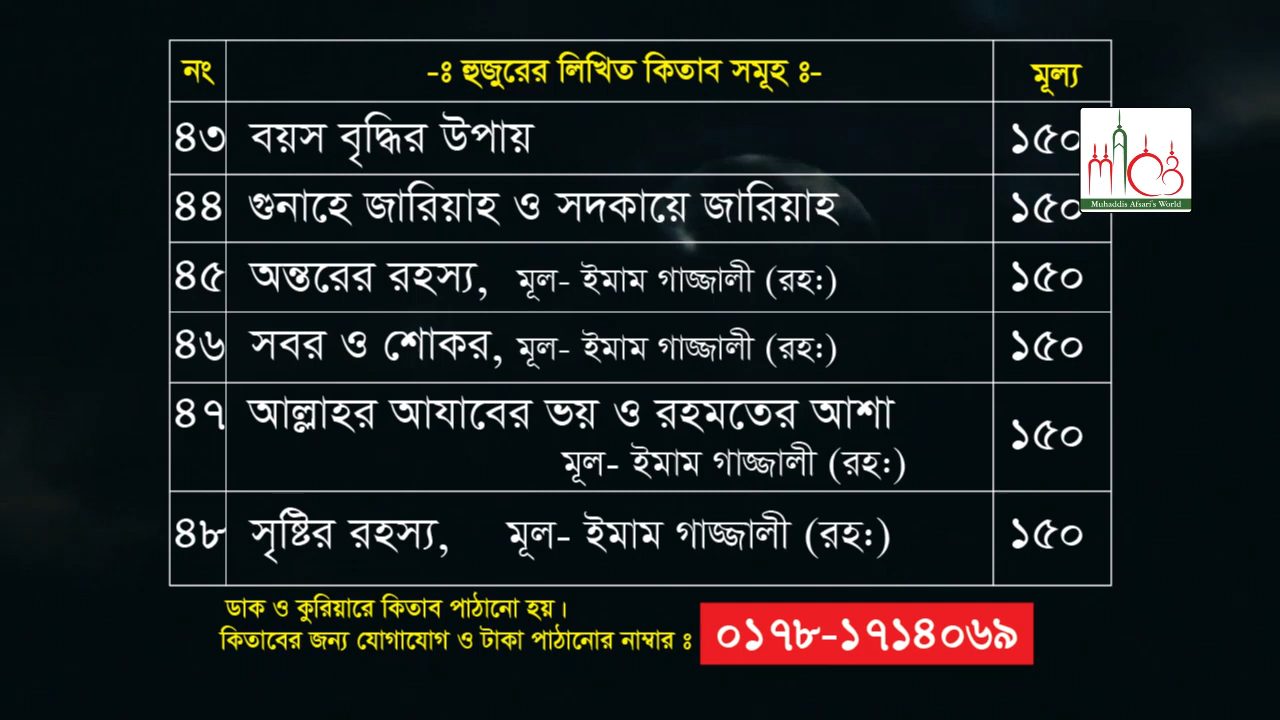 নং -ঃ হুজুরের লিখিত কিতাব সমূহ ঃ- মূল্য
৪৩ বয়স বৃদ্ধির উপায় ১৫০
৪৪ গুনাহে জারিয়াহ ও সদকায়ে জারিয়াহ ১৫০
৪৫ অন্তরের রহস্য, মূল- ইমাম গাজ্জালী (রহঃ) ১৫০
৪৬ সবর ও শোকর, মূল- ইমাম গাজ্জালী (রহঃ) ১৫০
৪৭ আল্লাহর আযাবের ভয় ও রহমতের আশা ১৫০
মূল- ইমাম গাজ্জালী (রহঃ)
৪৮ সৃষ্টির রহস্য, মূল- ইমাম গাজ্জালী (রহঃ) ১৫০
ডাক ও কুরিয়ারে কিতাব পাঠানো হয়।
কিতাবের জন্য যোগাযোগ ও টাকা পাঠানোর নাম্বার ঃ ০১৭৮-১৭১৪০৬৯
Muhaddis Afsari's World